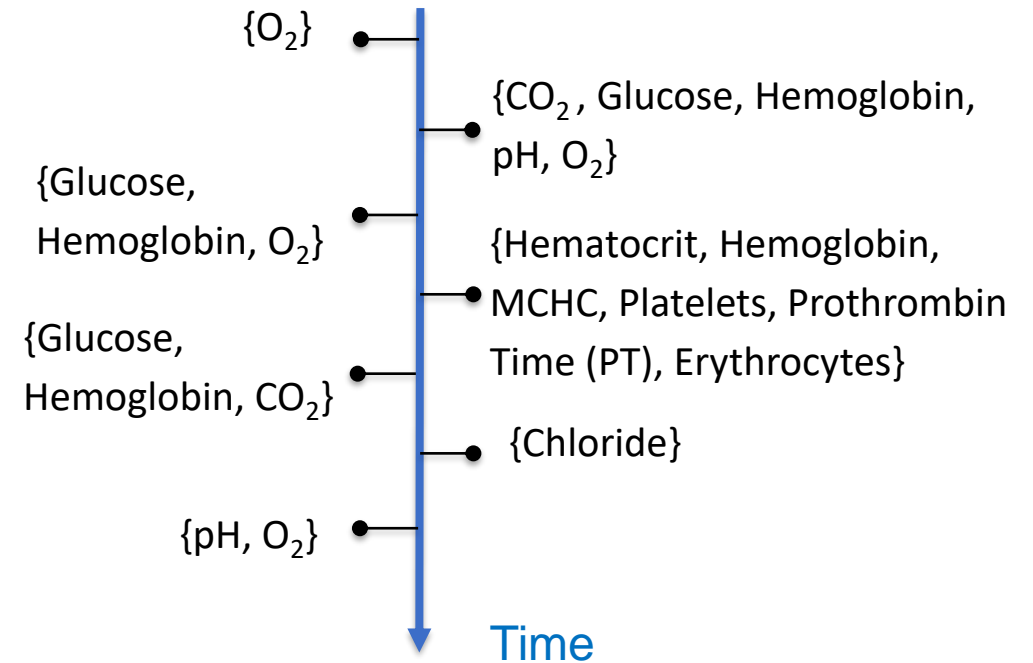 {O₂}
{CO₂, Glucose, Hemoglobin,
pH, O₂}
{Glucose,
Hemoglobin, O₂}
{Hematocrit, Hemoglobin,
MCHC, Platelets, Prothrombin
Time (PT), Erythrocytes}
{Glucose,
Hemoglobin, CO₂}
{Chloride}
{pH, O₂}
Time